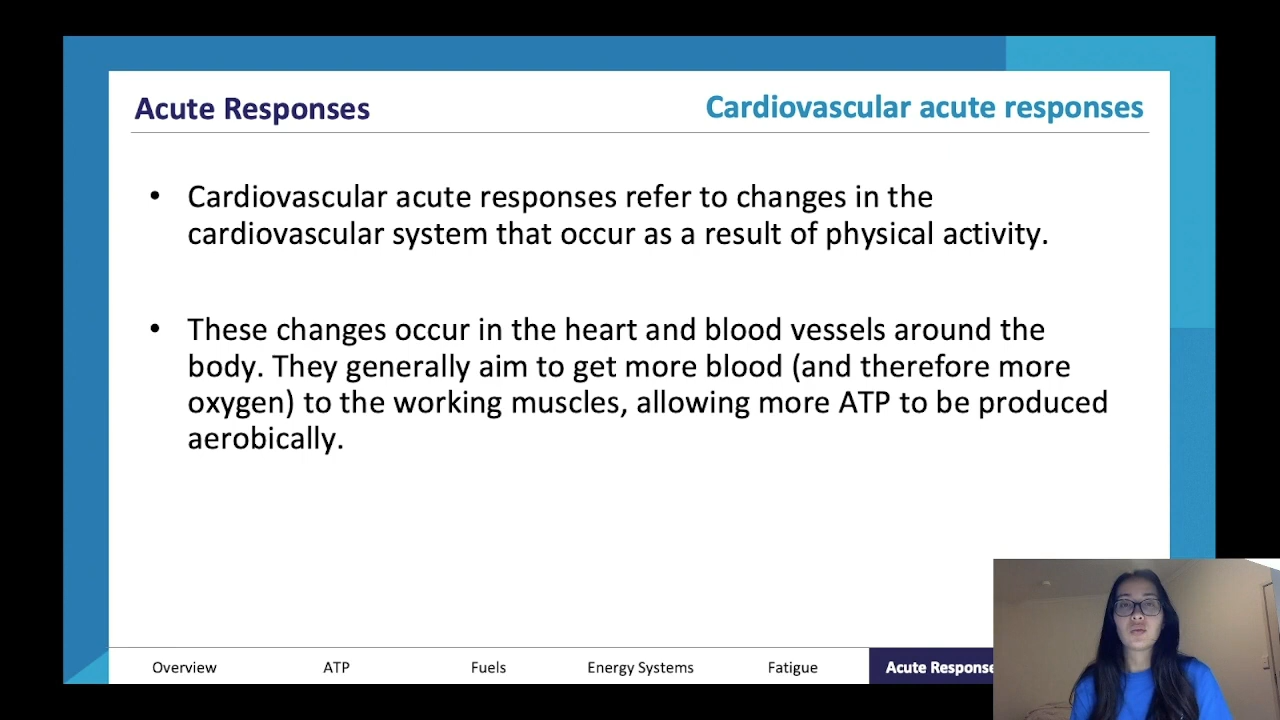 Acute Responses
Cardiovascular acute responses
• Cardiovascular acute responses refer to changes in the
cardiovascular system that occur as a result of physical activity.
• These changes occur in the heart and blood vessels around the
body. They generally aim to get more blood (and therefore more
oxygen) to the working muscles, allowing more ATP to be produced
aerobically.
Overview
ATP
Fuels
Energy Systems
Fatigue
Acute Response